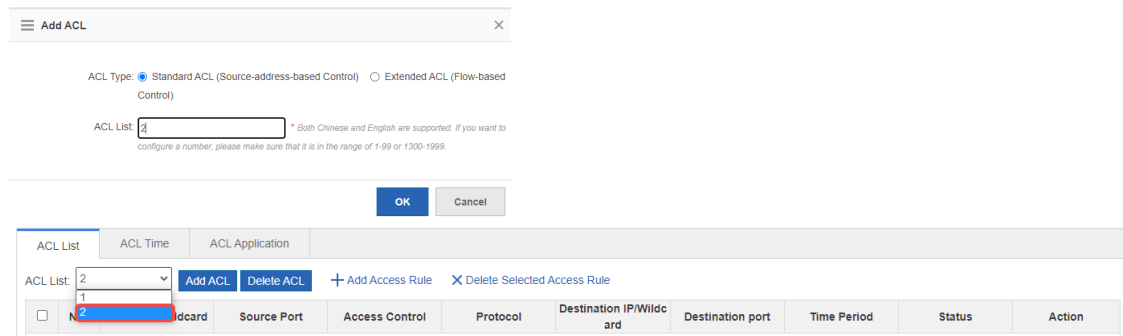 Add ACL
ACL Type: Standard ACL (Source-address-based Control) Extended ACL (Flow-based
Control)
ACL List: 2 * Both Chinese and English are supported. If you want to
configure a number, please make sure that it is in the range of 1-99 or 1300-1999.
OK Cancel
ACL List ACL Time ACL Application
ACL List: 2 Add ACL Delete ACL Add Access Rule Delete Selected Access Rule
1
2
Source Port Access Control Protocol Destination IP/Wildc
ard Destination port Time Period Status Action